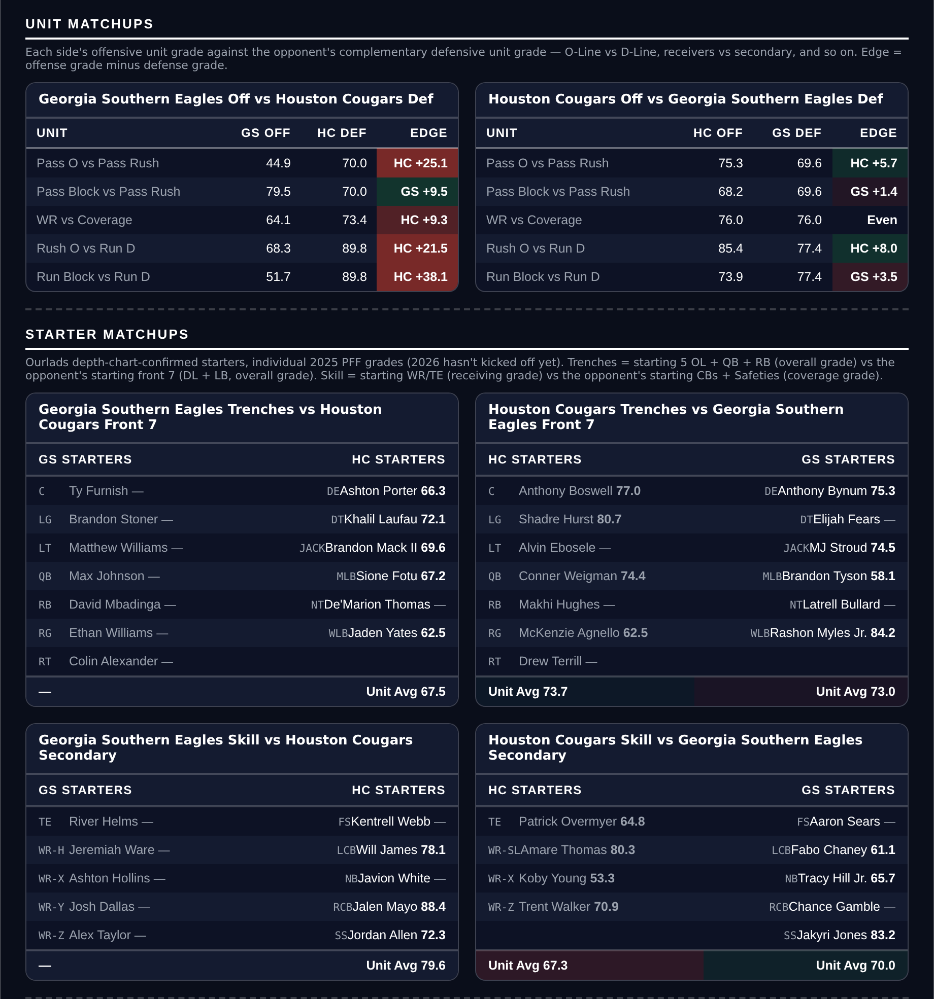 UNIT MATCHUPS
Each side's offensive unit grade against the opponent's complementary defensive unit grade — O-Line vs D-Line, receivers vs secondary, and so on. Edge =
offense grade minus defense grade.
Georgia Southern Eagles Off vs Houston Cougars Def
UNIT GS OFF HC DEF EDGE
Pass O vs Pass Rush 44.9 70.0 HC +25.1
Pass Block vs Pass Rush 79.5 70.0 GS +9.5
WR vs Coverage 64.1 73.4 HC +9.3
Rush O vs Run D 68.3 89.8 HC +21.5
Run Block vs Run D 51.7 89.8 HC +38.1
Houston Cougars Off vs Georgia Southern Eagles Def
UNIT HC OFF GS DEF EDGE
Pass O vs Pass Rush 75.3 69.6 HC +5.7
Pass Block vs Pass Rush 68.2 69.6 GS +1.4
WR vs Coverage 76.0 76.0 Even
Rush O vs Run D 85.4 77.4 HC +8.0
Run Block vs Run D 73.9 77.4 GS +3.5
STARTER MATCHUPS
Ourlads depth-chart-confirmed starters, individual 2025 PFF grades (2026 hasn't kicked off yet). Trenches = starting 5 OL + QB + RB (overall grade) vs the
opponent's starting front 7 (DL + LB, overall grade). Skill = starting WR/TE (receiving grade) vs the opponent's starting CBs + Safeties (coverage grade).
Georgia Southern Eagles Trenches vs Houston
Cougars Front 7
GS STARTERS HC STARTERS
C Ty Furnish — DEAshton Porter 66.3
LG Brandon Stoner — DTKhalil Laufau 72.1
LT Matthew Williams — JACKBrandon Mack II 69.6
QB Max Johnson — MLBSione Fotu 67.2
RB David Mbadinga — NTDe'Marion Thomas —
RG Ethan Williams — WLBJaden Yates 62.5
RT Colin Alexander —
— Unit Avg 67.5
Houston Cougars Trenches vs Georgia Southern
Eagles Front 7
HC STARTERS GS STARTERS
C Anthony Boswell 77.0 DEAnthony Bynum 75.3
LG Shadre Hurst 80.7 DTElijah Fears —
LT Alvin Ebosele — JACKMJ Stroud 74.5
QB Conner Weigman 74.4 MLBBrandon Tyson 58.1
RB Makhi Hughes — NTLatrell Bullard —
RG McKenzie Agnello 62.5 WLBRashon Myles Jr. 84.2
RT Drew Terrill —
Unit Avg 73.7 Unit Avg 73.0
Georgia Southern Eagles Skill vs Houston Cougars
Secondary
GS STARTERS HC STARTERS
TE River Helms — FSKentrell Webb —
WR-H Jeremiah Ware — LCBWill James 78.1
WR-X Ashton Hollins — NBJavion White —
WR-Y Josh Dallas — RCBJalen Mayo 88.4
WR-Z Alex Taylor — SSJordan Allen 72.3
— Unit Avg 79.6
Houston Cougars Skill vs Georgia Southern Eagles
Secondary
HC STARTERS GS STARTERS
TE Patrick Overmyer 64.8 FSAaron Sears —
WR-SLAmare Thomas 80.3 LCBFabo Chaney 61.1
WR-X Koby Young 53.3 NBTracy Hill Jr. 65.7
WR-Z Trent Walker 70.9 RCBChance Gamble —
SSJakyri Jones 83.2
Unit Avg 67.3 Unit Avg 70.0